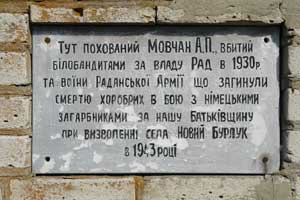 Тут похований Мовчан А.П., вбитий
білобандитами за владу Рад в 1930р
та воїни Радянської Армії що загинули
смертю хоробрих в бою з німецькими
загарбниками за нашу Батьківщину
при визволенні села Новий Бурлук
в 1943 році